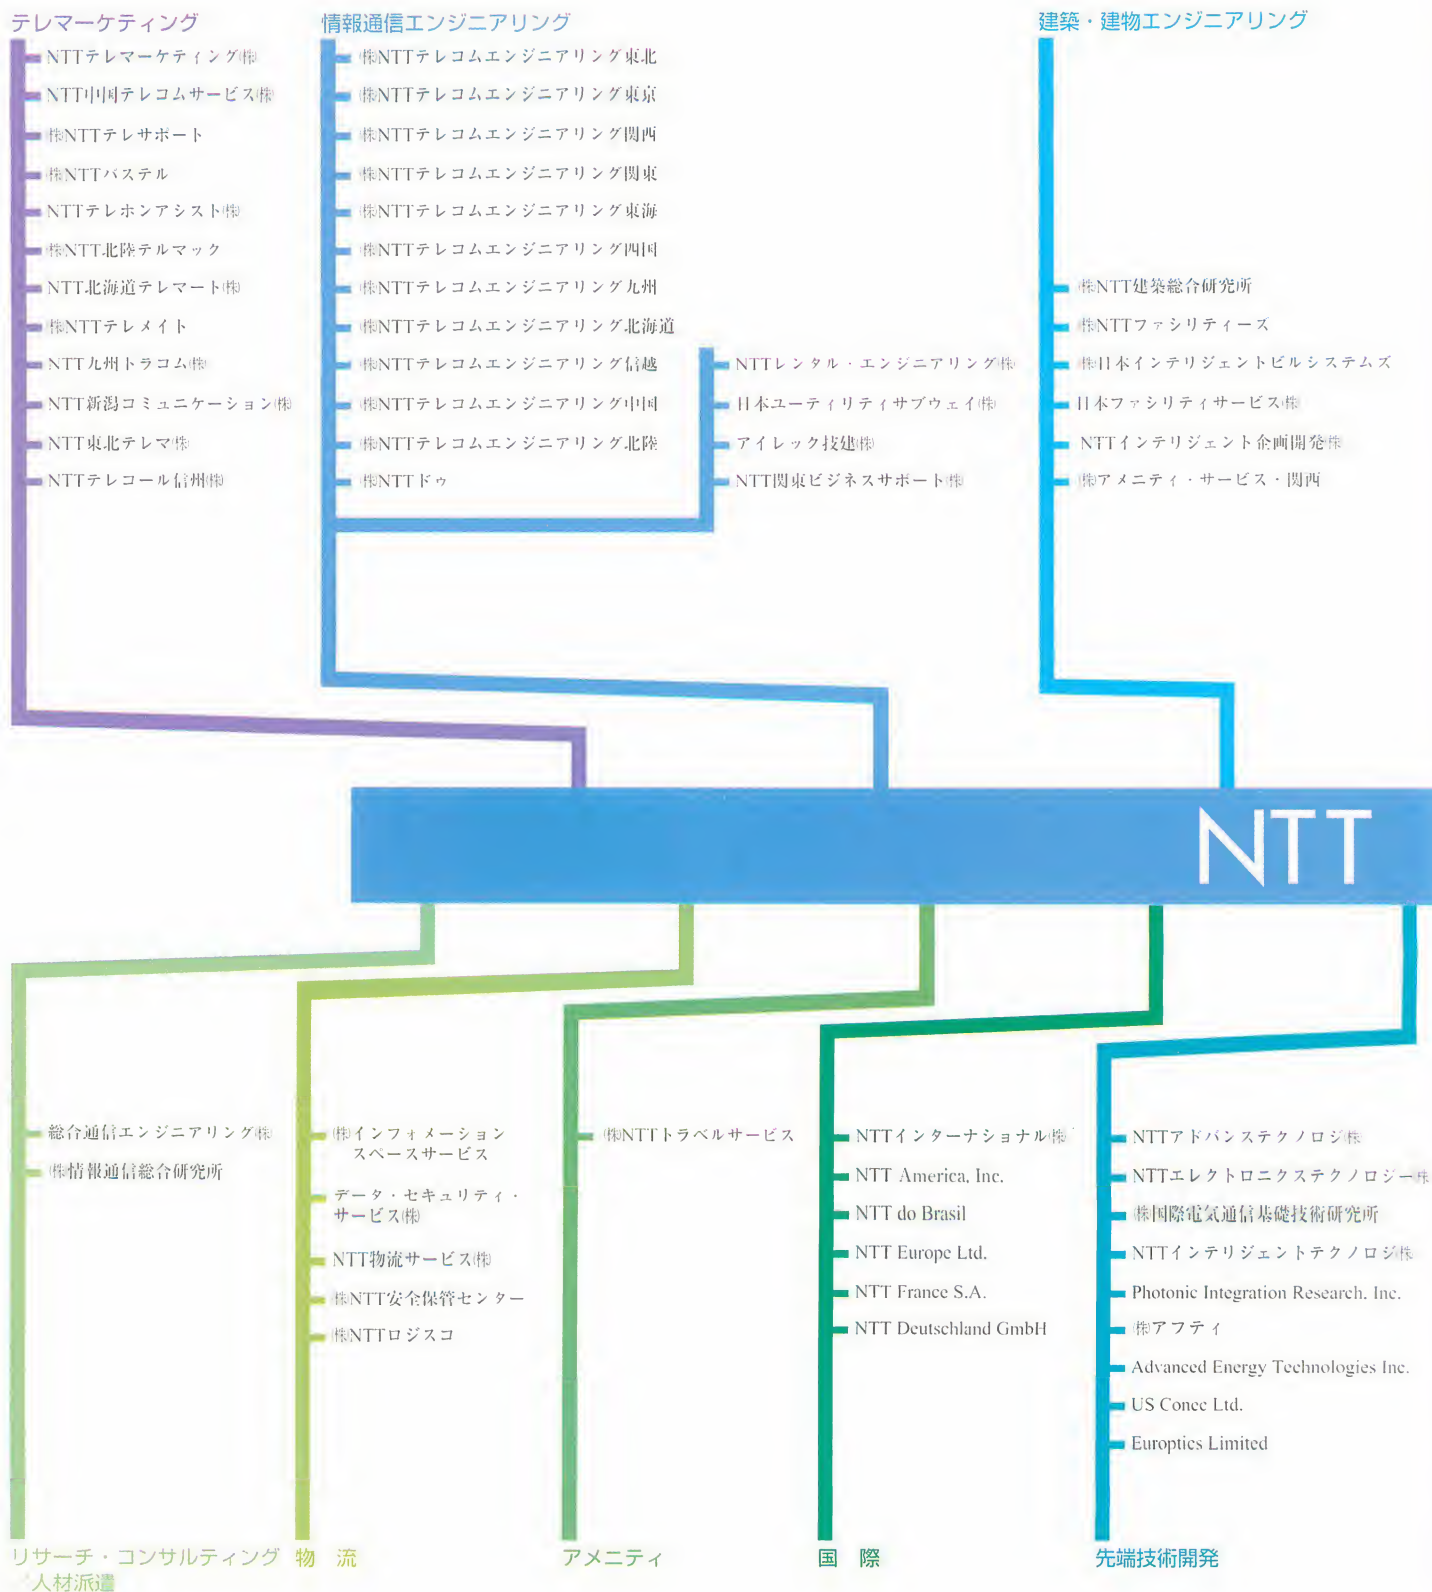 テレマーケティング
NTTテレマーケティング㈱
NTT中国テレコムサービス㈱
㈱NTTテレサポート
㈱NTTパステル
NTTテレホンアシスト㈱
㈱NTT北陸テルマック
NTT北海道テレマート㈱
㈱NTTテレメイト
NTT九州トラコム㈱
NTT新潟コミュニケーション㈱
NTT東北テレマ㈱
NTTテレコール信州㈱
情報通信エンジニアリング
㈱NTTテレコムエンジニアリング東北
㈱NTTテレコムエンジニアリング東京
㈱NTTテレコムエンジニアリング関西
㈱NTTテレコムエンジニアリング関東
㈱NTTテレコムエンジニアリング東海
㈱NTTテレコムエンジニアリング四国
㈱NTTテレコムエンジニアリング九州
㈱NTTテレコムエンジニアリング北海道
㈱NTTテレコムエンジニアリング信越
㈱NTTテレコムエンジニアリング中国
㈱NTTテレコムエンジニアリング北陸
㈱NTTドゥ
NTTレンタル・エンジニアリング㈱
日本ユーティリティサブウェイ㈱
アイレック技建㈱
NTT関東ビジネスサポート㈱
建築・建物エンジニアリング
㈱NTT建築総合研究所
㈱NTTファシリティーズ
㈱日本インテリジェントビルシステムズ
日本ファシリティサービス㈱
NTTインテリジェント企画開発㈱
㈱アメニティ・サービス・関西
NTT
総合通信エンジニアリング㈱
㈱情報通信総合研究所
リサーチ・コンサルティング
人材派遣
㈱インフォメーション
スペースサービス
データ・セキュリティ・
サービス㈱
NTT物流サービス㈱
㈱NTT安全保管センター
㈱NTTロジスコ
物 流
㈱NTTトラベルサービス
アメニティ
NTTインターナショナル㈱
NTT America, Inc.
NTT do Brasil
NTT Europe Ltd.
NTT France S.A.
NTT Deutschland GmbH
国 際
NTTアドバンステクノロジ㈱
NTTエレクトロニクステクノロジー㈱
㈱国際電気通信基礎技術研究所
NTTインテリジェントテクノロジ㈱
Photonic Integration Research, Inc.
㈱アフティ
Advanced Energy Technologies Inc.
US Conec Ltd.
Europtics Limited
先端技術開発